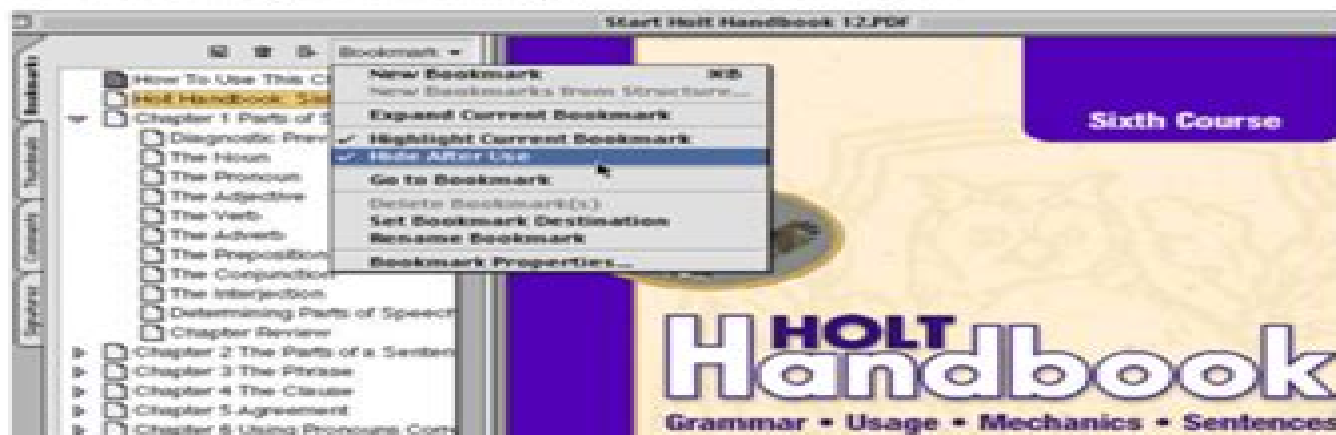 Start Holt Handbook 12.PDF
Bookmark
Bookmarks
Thumbnails
Comments
Signatures
How To Use This
Holt Handbook:
Chapter 1 Parts of
Diagnostic
The Noun
The Pronoun
The Adjective
The Verb
The Adverb
The Preposition
The Conjunction
The Interjection
Determining Parts of Speech
Chapter Review
Chapter 2 The Parts of a
Chapter 3 The Phrase
Chapter 4 The Clause
Chapter 5 Agreement
Chapter 6 Using Pronouns
New Bookmark ⌘B
New Bookmarks from Structure...
Expand Current Bookmark
✓ Highlight Current Bookmark
✓ Hide After Use
Go to Bookmark
Delete Bookmark(s)
Set Bookmark Destination
Rename Bookmark
Bookmark Properties...
Sixth Course
HOLT
Handbook
Grammar • Usage • Mechanics • Sentences